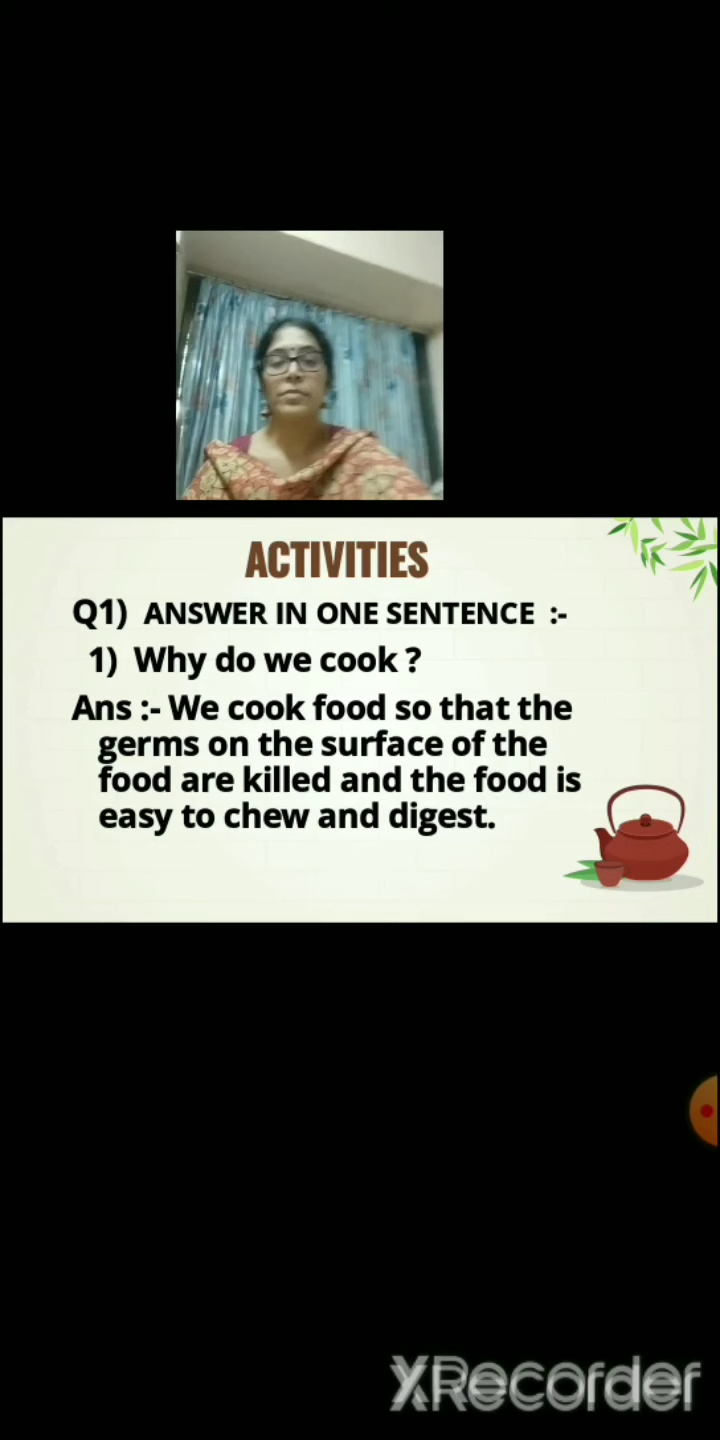 ACTIVITIES
Q1) ANSWER IN ONE SENTENCE :-
1) Why do we cook ?
Ans :- We cook food so that the
germs on the surface of the
food are killed and the food is
easy to chew and digest.
XRecorder